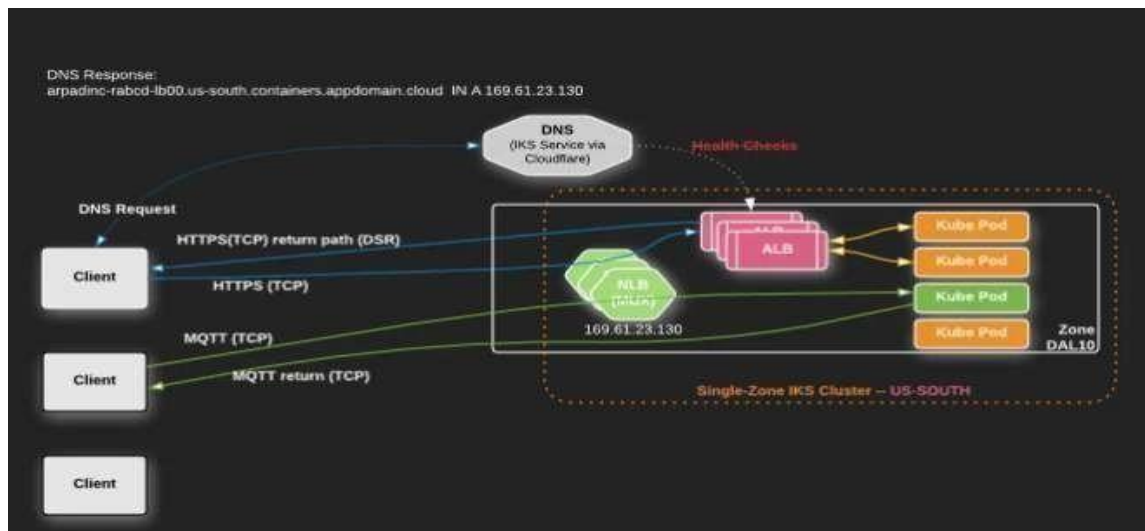 DNS Response:
arpadinc-rabcd-lb00.us-south.containers.appdomain.cloud IN A 169.61.23.130
DNS
(IKS Service via
Cloudflare)
Health Checks
DNS Request
HTTPS(TCP) return path (DSR)
Client
HTTPS (TCP)
ALB
ALB
Kube Pod
Kube Pod
NLB
(MUX)
Kube Pod
169.61.23.130
Kube Pod
Zone
DAL10
MQTT (TCP)
MQTT return (TCP)
Client
Single-Zone IKS Cluster -- US-SOUTH
Client